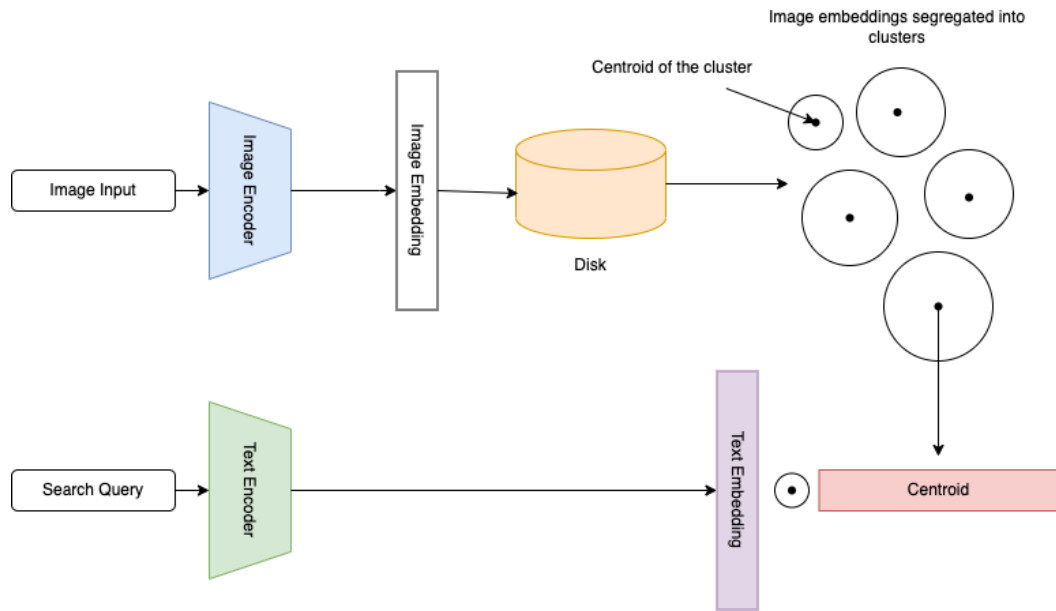 Image embeddings segregated into
clusters
Centroid of the cluster
Image Input
Image Encoder
Image Embedding
Disk
Search Query
Text Encoder
Text Embedding
Centroid